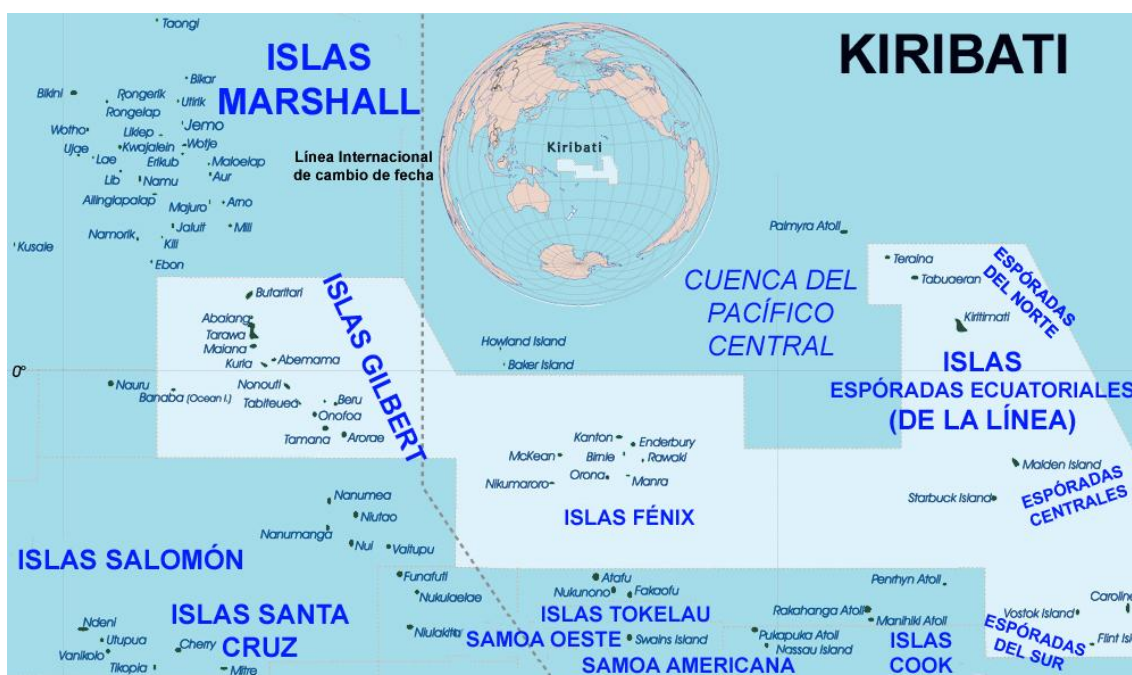 KIRIBATI
Taongi
ISLAS
MARSHALL
Bikar
Bikini
Rongerik
Utirik
Rongelap
Jemo
Wotho
Likiep
Ujae
Kwajalein
Wotje
Lae
Erikub
Maloelap
Lib
Namu
Aur
Ailinglapalap
Majuro
Arno
Namorik
Jaluit
Mili
Kili
Kusaie
Ebon
Línea Internacional
de cambio de fecha
Kiribati
Palmyra Atoll
Teraina
Tabuaeran
ESPÓRADAS
DEL NORTE
Kiritimati
CUENCA DEL
PACÍFICO
CENTRAL
ISLAS
ESPÓRADAS ECUATORIALES
(DE LA LÍNEA)
Butaritari
ISLAS GILBERT
Abaiang
Tarawa
Maiana
Kuria
Abemama
Howland Island
Baker Island
0°
Nauru
Banaba (Ocean I.)
Nonouti
Tabiteuea
Beru
Onofoa
Tamana
Arorae
Kanton
Enderbury
McKean
Birnie
Rawaki
Orona
Nikumaroro
Manra
ISLAS FÉNIX
Malden Island
Starbuck Island
ESPÓRADAS
CENTRALES
Nanumea
Niutao
Nanumanga
Nui
Vaitupu
ISLAS SALOMÓN
Funafuti
Nukulaelae
Niulakita
Atafu
Nukunono
Fakaofu
ISLAS TOKELAU
SAMOA OESTE
Swains Island
SAMOA AMERICANA
Penrhyn Atoll
Rakahanga Atoll
Manihiki Atoll
Pukapuka Atoll
Nassau Island
ISLAS
COOK
Caroline
Vostok Island
Flint Isl
ESPÓRADAS
DEL SUR
ISLAS SANTA
CRUZ
Ndeni
Utupua
Vanikolo
Cherry
Tikopia
Mitre